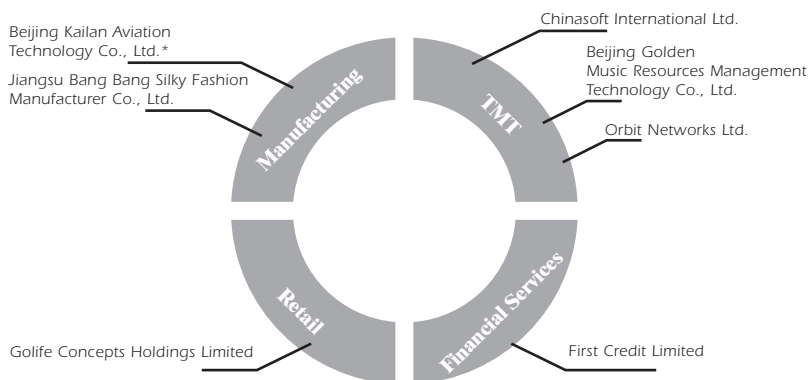 Beijing Kailan Aviation
Technology Co., Ltd.*
Jiangsu Bang Bang Silky Fashion
Manufacturer Co., Ltd.
Manufacturing
Chinasoft International Ltd.
Beijing Golden
Music Resources Management
Technology Co., Ltd.
Orbit Networks Ltd.
TMT
Retail
Golife Concepts Holdings Limited
Financial Services
First Credit Limited